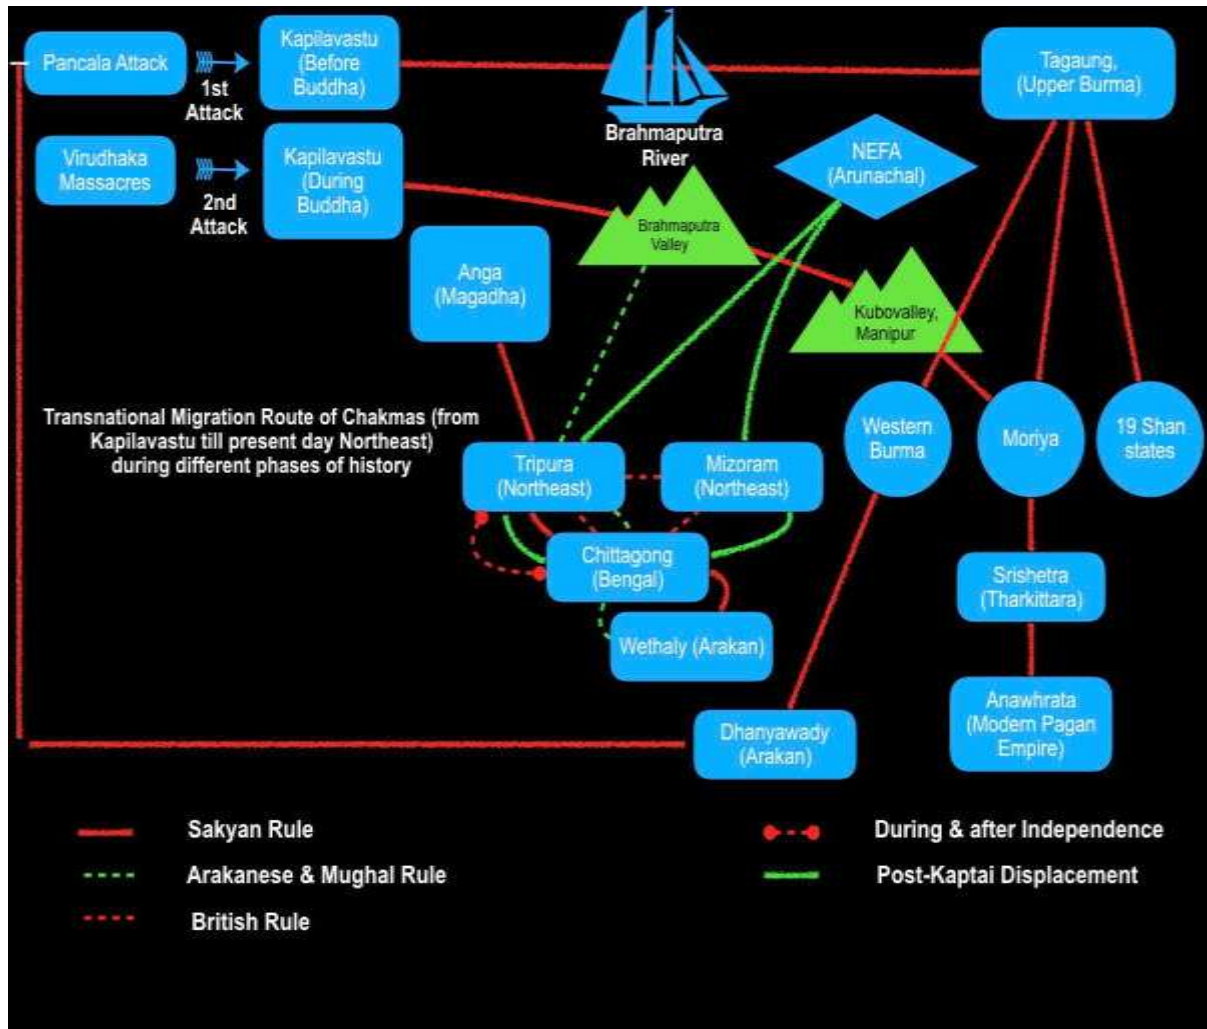 Pancala Attack
1st
Attack
Kapilavastu
(Before
Buddha)
Brahmaputra
River
Tagaung,
(Upper Burma)
Virudhaka
Massacres
2nd
Attack
Kapilavastu
(During
Buddha)
NEFA
(Arunachal)
Brahmaputra
Valley
Anga
(Magadha)
Kubovalley,
Manipur
Transnational Migration Route of Chakmas (from
Kapilavastu till present day Northeast)
during different phases of history
Western
Burma
Moriya
19 Shan
states
Tripura
(Northeast)
Mizoram
(Northeast)
Chittagong
(Bengal)
Srishetra
(Tharkittara)
Wethaly (Arakan)
Anawhrata
(Modern Pagan
Empire)
Dhanyawady
(Arakan)
Sakyan Rule
Arakanese & Mughal Rule
British Rule
During & after Independence
Post-Kaptai Displacement